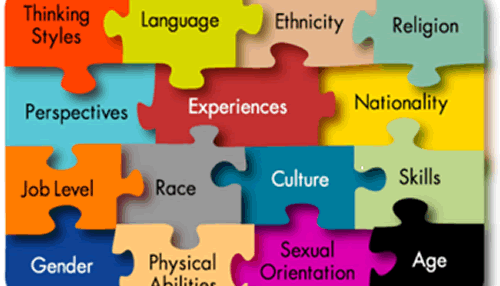 Thinking
Styles
Language
Ethnicity
Religion
Perspectives
Experiences
Nationality
Job Level
Race
Culture
Skills
Gender
Physical
Abilities
Sexual
Orientation
Age